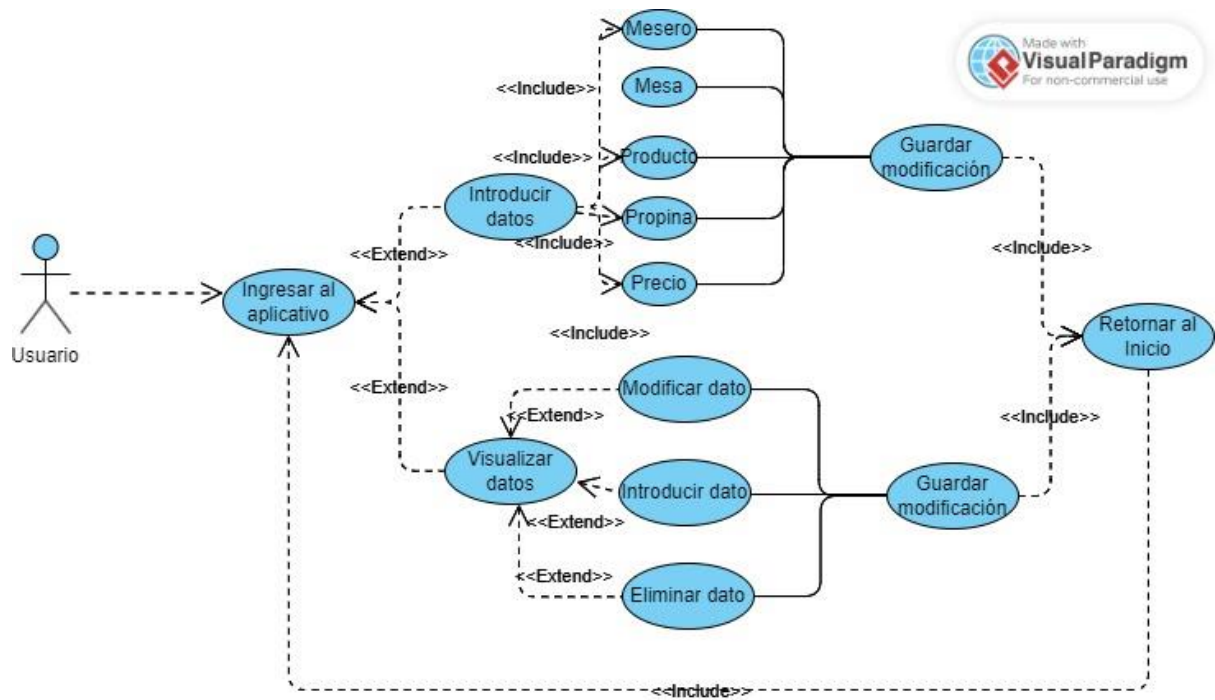 Mesero
Made with
VisualParadigm
For non-commercial use
<<Include>>
Mesa
<<Include>>
Producto
Guardar
modificación
Introducir
datos
Propina
<<Include>>
<<Extend>>
<<Include>>
Ingresar al
aplicativo
Precio
Usuario
<<Include>>
Retornar al
Inicio
<<Extend>>
Modificar dato
<<Extend>>
<<Include>>
Visualizar
datos
Introducir dato
Guardar
modificación
<<Extend>>
<<Extend>>
Eliminar dato
<<Include>>